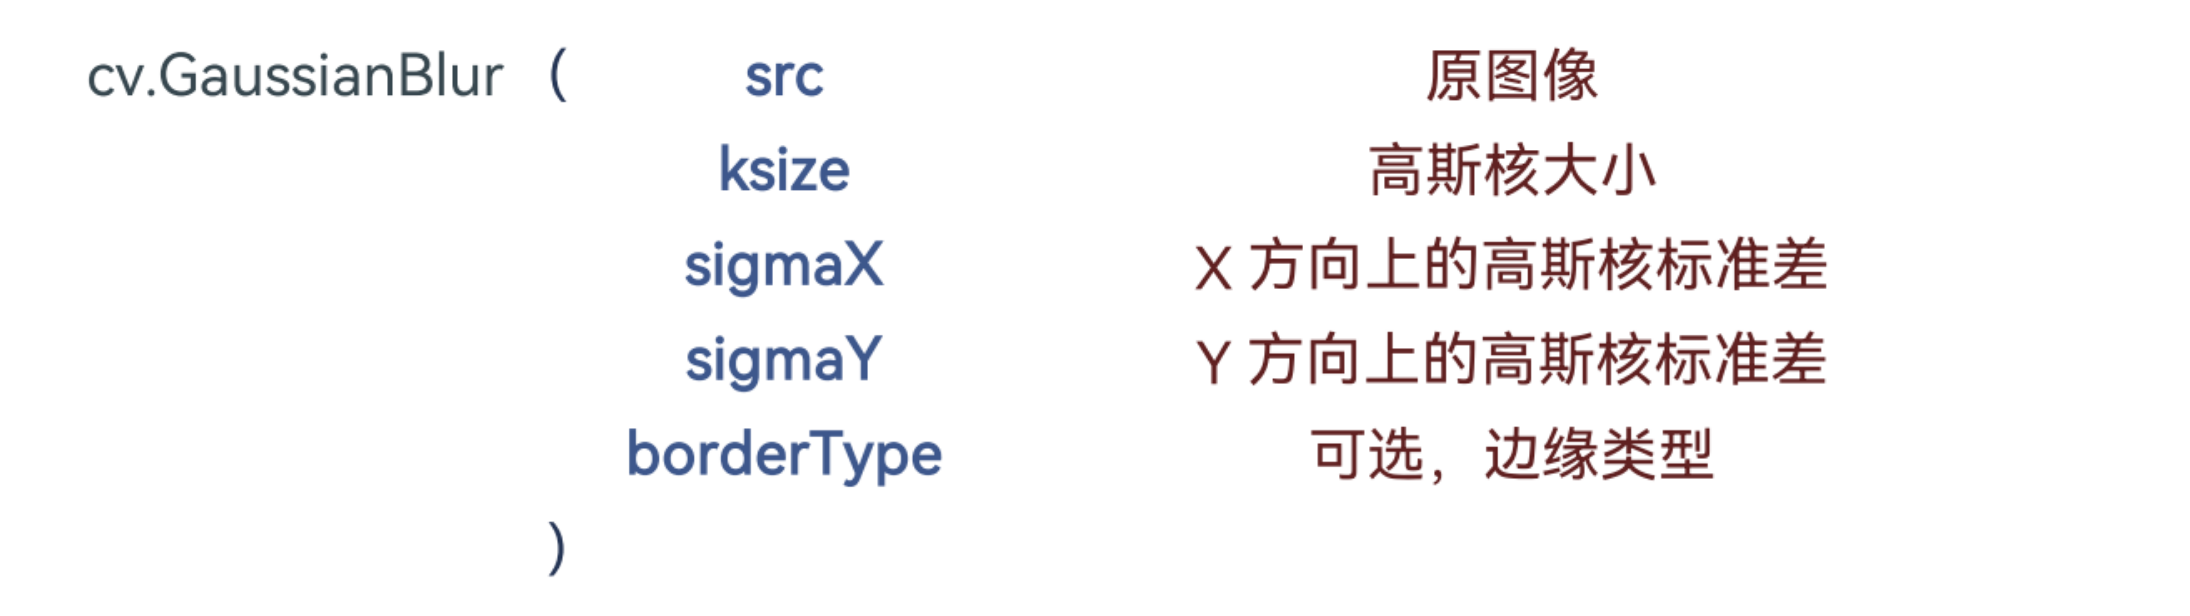 cv.GaussianBlur ( src 原图像
ksize 高斯核大小
sigmaX X 方向上的高斯核标准差
sigmaY Y 方向上的高斯核标准差
borderType 可选，边缘类型
)